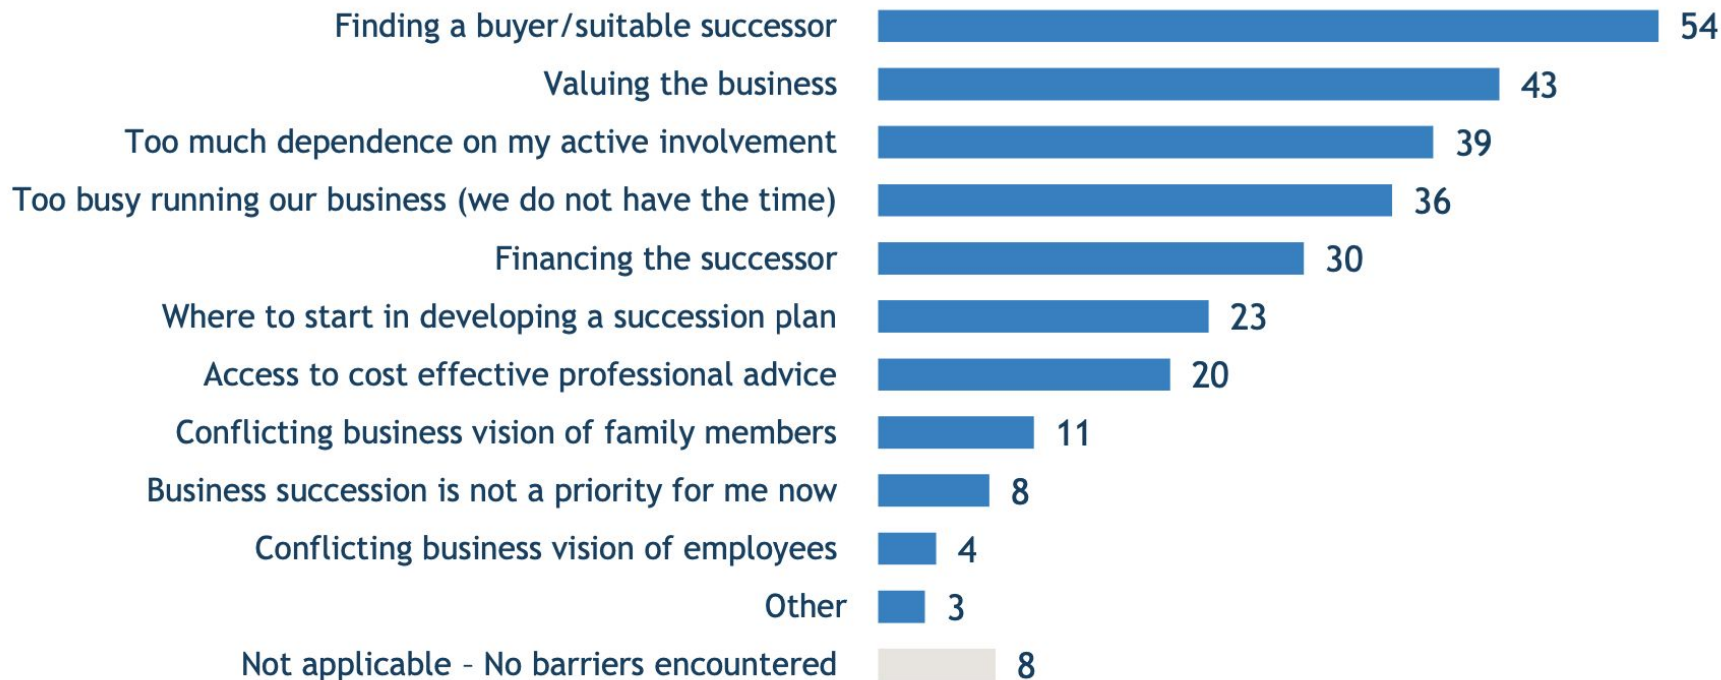 Finding a buyer/suitable successor 54
Valuing the business 43
Too much dependence on my active involvement 39
Too busy running our business (we do not have the time) 36
Financing the successor 30
Where to start in developing a succession plan 23
Access to cost effective professional advice 20
Conflicting business vision of family members 11
Business succession is not a priority for me now 8
Conflicting business vision of employees 4
Other 3
Not applicable – No barriers encountered 8